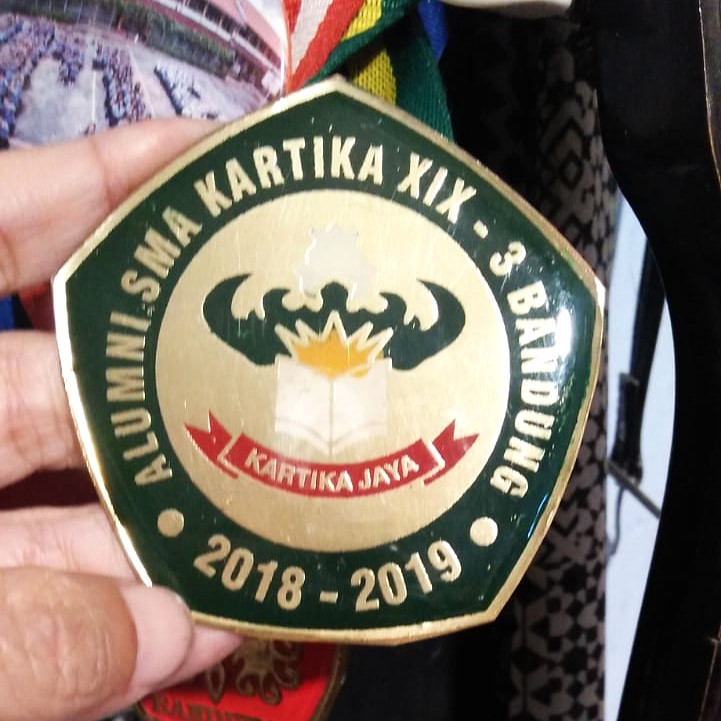 ALUMNI SMA KARTIKA XIX - 3 BANDUNG
KARTIKA JAYA
2018 - 2019